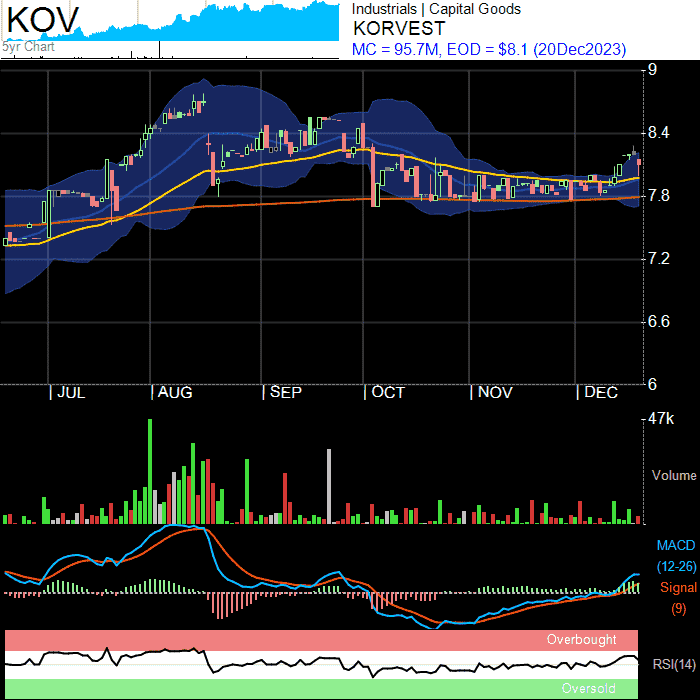 KOV
5yr Chart
Industrials | Capital Goods
KORVEST
MC = 95.7M, EOD = $8.1 (20Dec2023)
9
8.4
7.8
7.2
6.6
6
JUL AUG SEP OCT NOV DEC
47k
Volume
MACD
(12-26)
Signal
(9)
Overbought
RSI(14)
Oversold